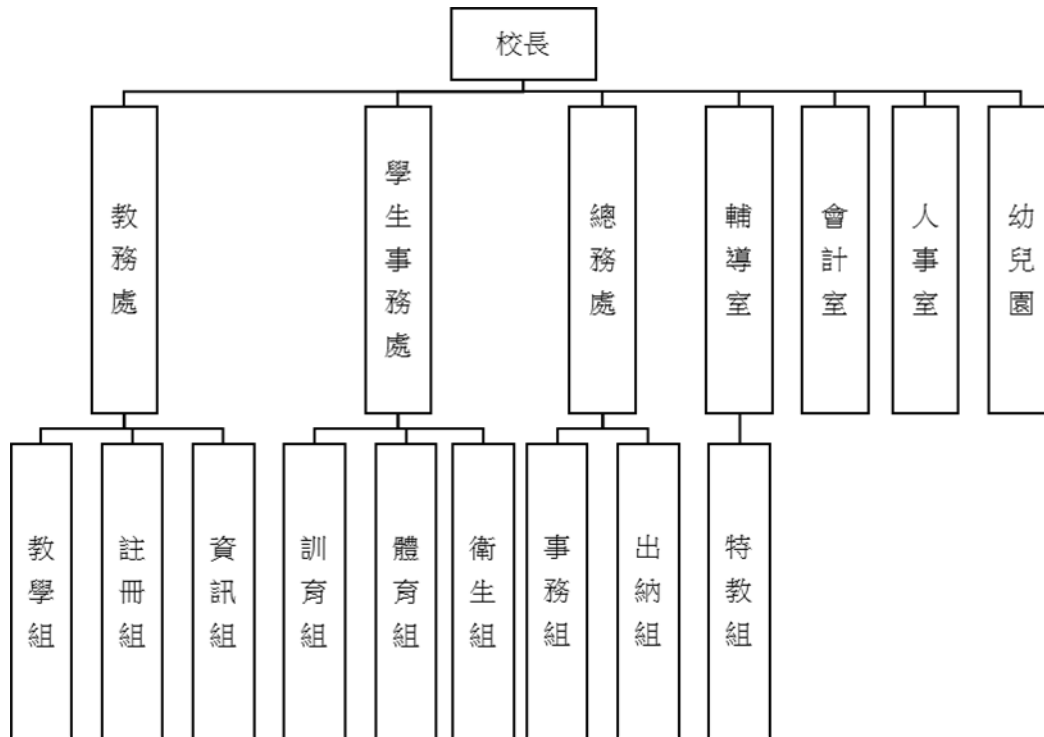 校長
教務處
學生事務處
總務處
輔導室
會計室
人事室
幼兒園
教學組
註冊組
資訊組
訓育組
體育組
衛生組
事務組
出納組
特教組